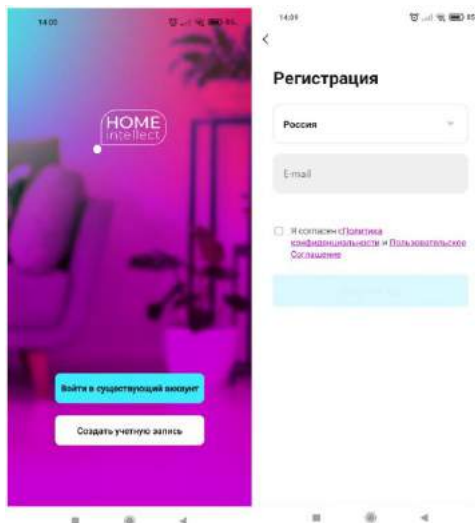 14:09
HOME
intellect
Войти в существующий аккаунт
Создать учетную запись
14:09
Регистрация
Россия
E-mail
Я согласен сПолитика
конфиденциальности и Пользовательское
Соглашение